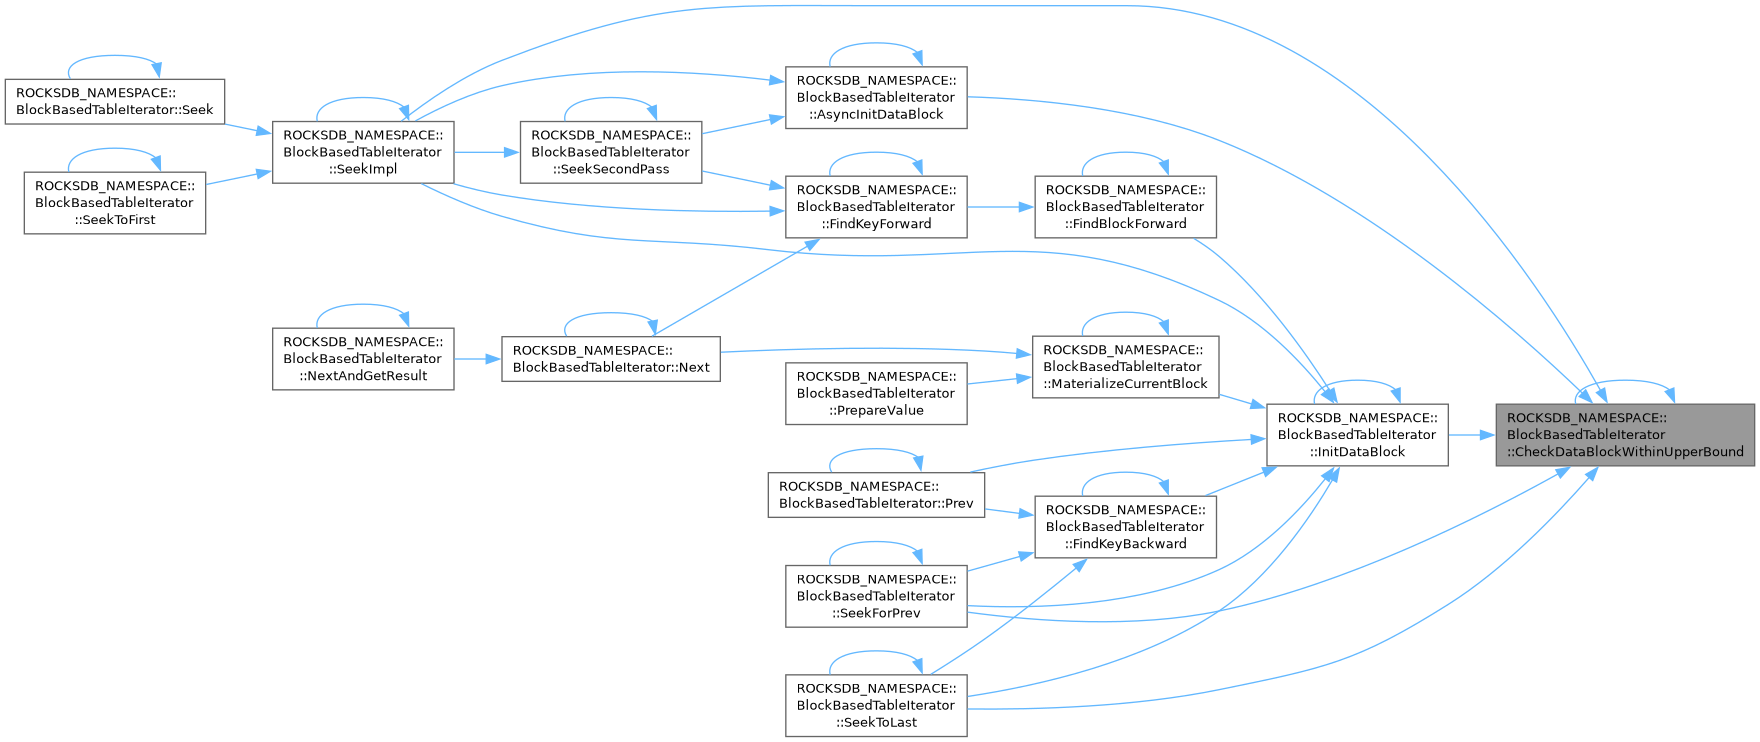 ROCKSDB_NAMESPACE::
BlockBasedTableIterator::Seek
ROCKSDB_NAMESPACE::
BlockBasedTableIterator
::SeekToFirst
ROCKSDB_NAMESPACE::
BlockBasedTableIterator
::SeekImpl
ROCKSDB_NAMESPACE::
BlockBasedTableIterator
::NextAndGetResult
ROCKSDB_NAMESPACE::
BlockBasedTableIterator
::SeekSecondPass
ROCKSDB_NAMESPACE::
BlockBasedTableIterator::Next
ROCKSDB_NAMESPACE::
BlockBasedTableIterator
::AsyncInitDataBlock
ROCKSDB_NAMESPACE::
BlockBasedTableIterator
::FindKeyForward
ROCKSDB_NAMESPACE::
BlockBasedTableIterator
::PrepareValue
ROCKSDB_NAMESPACE::
BlockBasedTableIterator::Prev
ROCKSDB_NAMESPACE::
BlockBasedTableIterator
::SeekForPrev
ROCKSDB_NAMESPACE::
BlockBasedTableIterator
::SeekToLast
ROCKSDB_NAMESPACE::
BlockBasedTableIterator
::FindBlockForward
ROCKSDB_NAMESPACE::
BlockBasedTableIterator
::MaterializeCurrentBlock
ROCKSDB_NAMESPACE::
BlockBasedTableIterator
::FindKeyBackward
ROCKSDB_NAMESPACE::
BlockBasedTableIterator
::InitDataBlock
ROCKSDB_NAMESPACE::
BlockBasedTableIterator
::CheckDataBlockWithinUpperBound